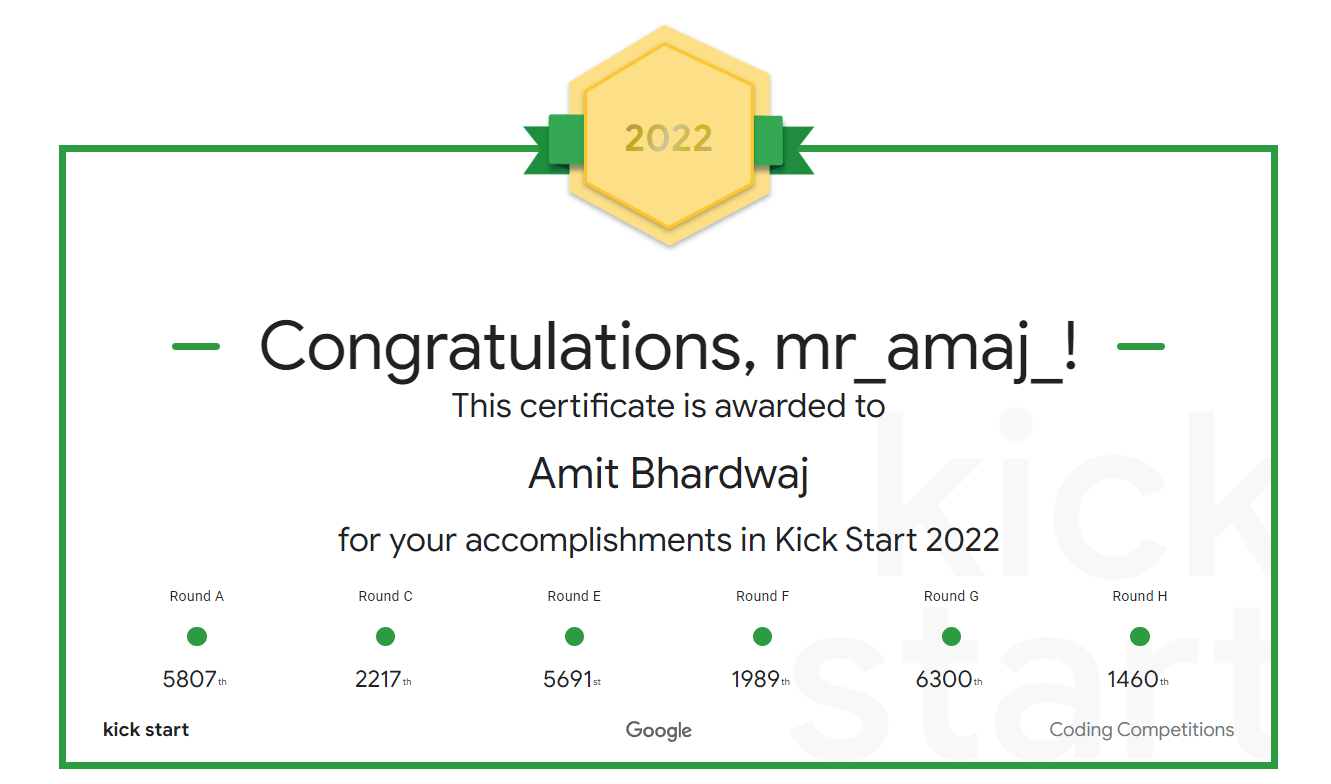 2022
Congratulations, mr_amaj_!
This certificate is awarded to
Amit Bhardwaj
for your accomplishments in Kick Start 2022
Round A Round C Round E Round F Round G Round H
5807th 2217th 5691st 1989th 6300th 1460th
kick start Google Coding Competitions
kick
start